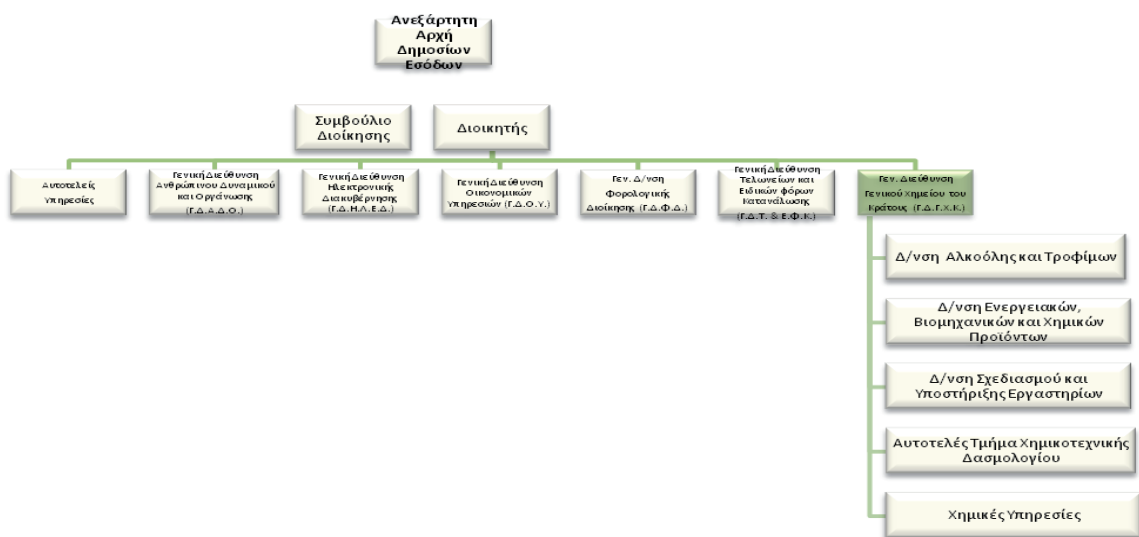 Ανεξάρτητη
Αρχή
Δημοσίων
Εσόδων
Συμβούλιο
Διοίκησης
Διοικητής
Αυτοτελείς
Υπηρεσίες
Γενική Διεύθυνση
Ανθρώπινου Δυναμικού
και Οργάνωσης
(Γ.Δ.Α.Δ.Ο.)
Γενική Διεύθυνση
Ηλεκτρονικής
Διακυβέρνησης
(Γ.Δ.ΗΛ.Ε.Δ.)
Γενική Διεύθυνση
Οικονομικών
Υπηρεσιών (Γ.Δ.Ο.Υ.)
Γεν. Δ/νση
Φορολογικής
Διοίκησης (Γ.Δ.Φ.Δ.)
Γενική Διεύθυνση
Τελωνείων και
Ειδικών φόρων
Κατανάλωσης
(Γ.Δ.Τ. & Ε.Φ.Κ.)
Γεν. Διεύθυνση
Γενικού Χημείου του
Κράτους (Γ.Δ.Γ.Χ.Κ.)
Δ/νση Αλκοόλης και Τροφίμων
Δ/νση Ενεργειακών,
Βιομηχανικών και Χημικών
Προϊόντων
Δ/νση Σχεδιασμού και
Υποστήριξης Εργαστηρίων
Αυτοτελές Τμήμα Χημικοτεχνικής
Δασμολογίου
Χημικές Υπηρεσίες